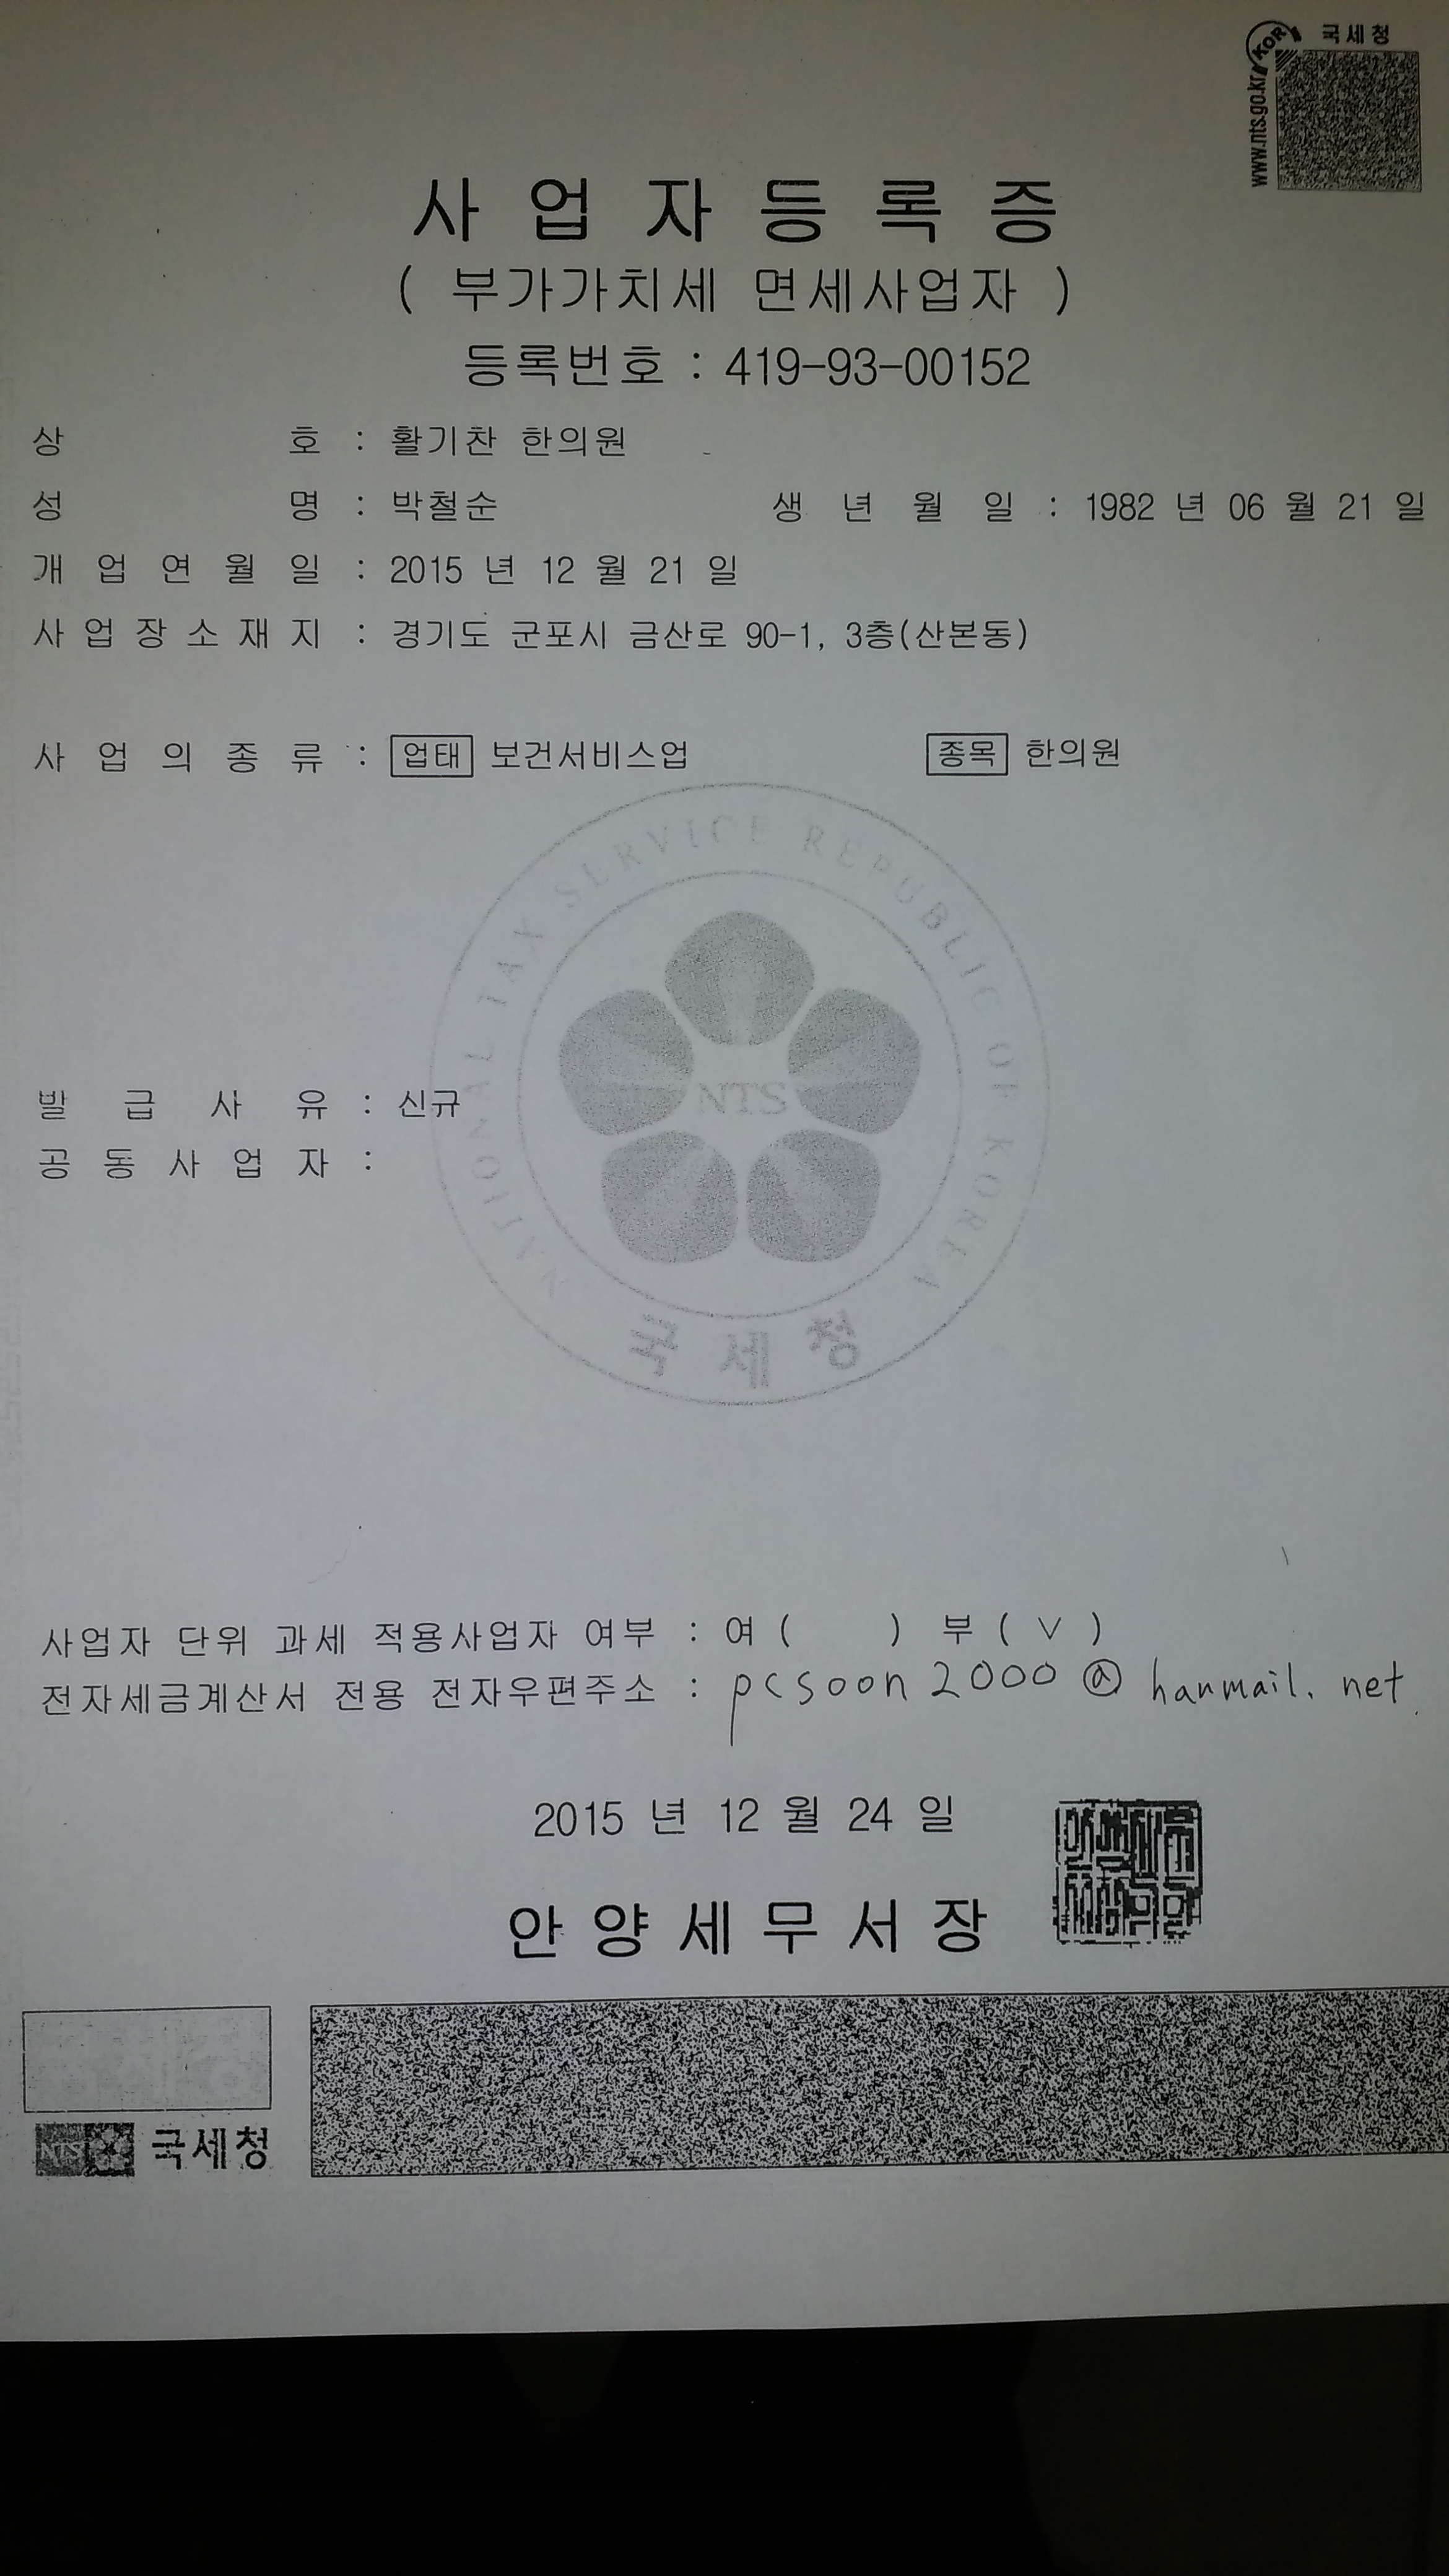 국세청
KOR
www.nts.go.kr
사업자등록증
( 부가가치세 면세사업자 )
등록번호 : 419-93-00152
상 호 : 활기찬 한의원
성 명 : 박철순 생년월일 : 1982 년 06 월 21 일
개업연월일 : 2015 년 12 월 21 일
사업장소재지 : 경기도 군포시 금산로 90-1, 3층(산본동)
사업의종류 : 업태 보건서비스업 종목 한의원
NATIONAL TAX SERVICE REPUBLIC OF KOREA
NTS
국세청
발급사유 : 신규
공동사업자 :
사업자 단위 과세 적용사업자 여부 : 여 ( ) 부 ( ∨ )
전자세금계산서 전용 전자우편주소 : pcsoon2000@hanmail.net
2015 년 12 월 24 일
안양세무서장
NTS 국세청